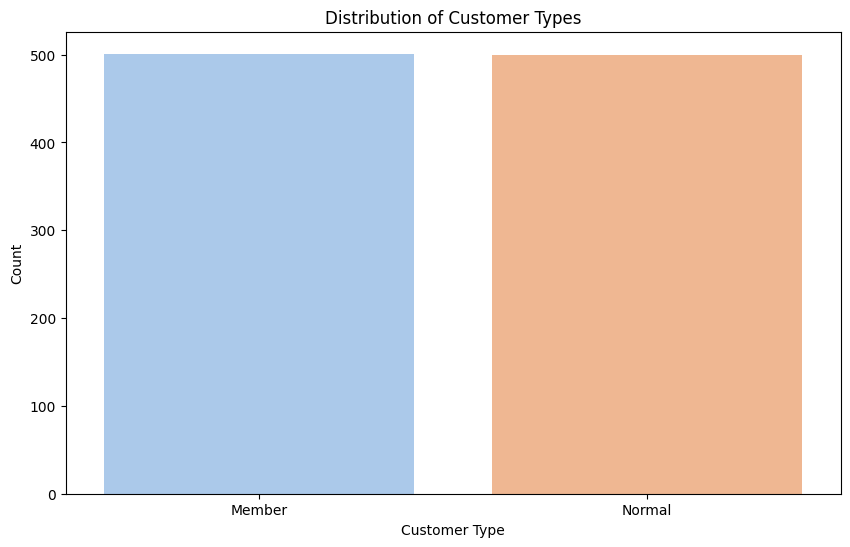 Distribution of Customer Types
500
400
300
200
100
0
Count
Member
Normal
Customer Type